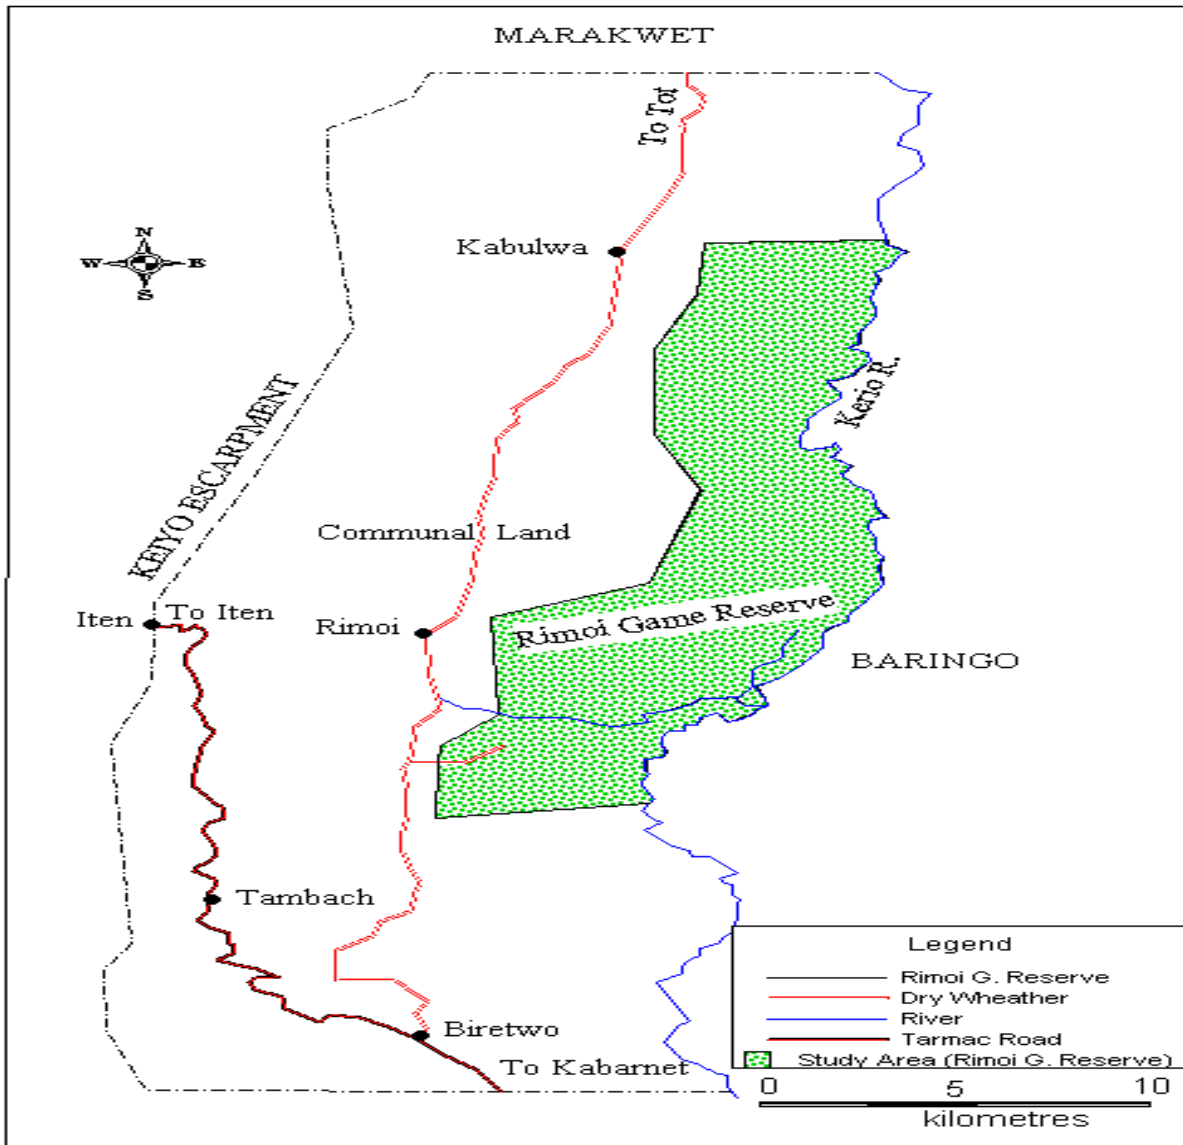 MARAKWET
To Tot
Kabulwa
N
W E
S
Kerio R.
KEIYO ESCARPMENT
Communal Land
Iten
To Iten
Rimoi
Rimoi Game Reserve
BARINGO
Tambach
Biretwo
To Kabarnet
Legend
Rimoi G. Reserve
Dry Wheather
River
Tarmac Road
Study Area (Rimoi G. Reserve)
0 5 10
kilometres